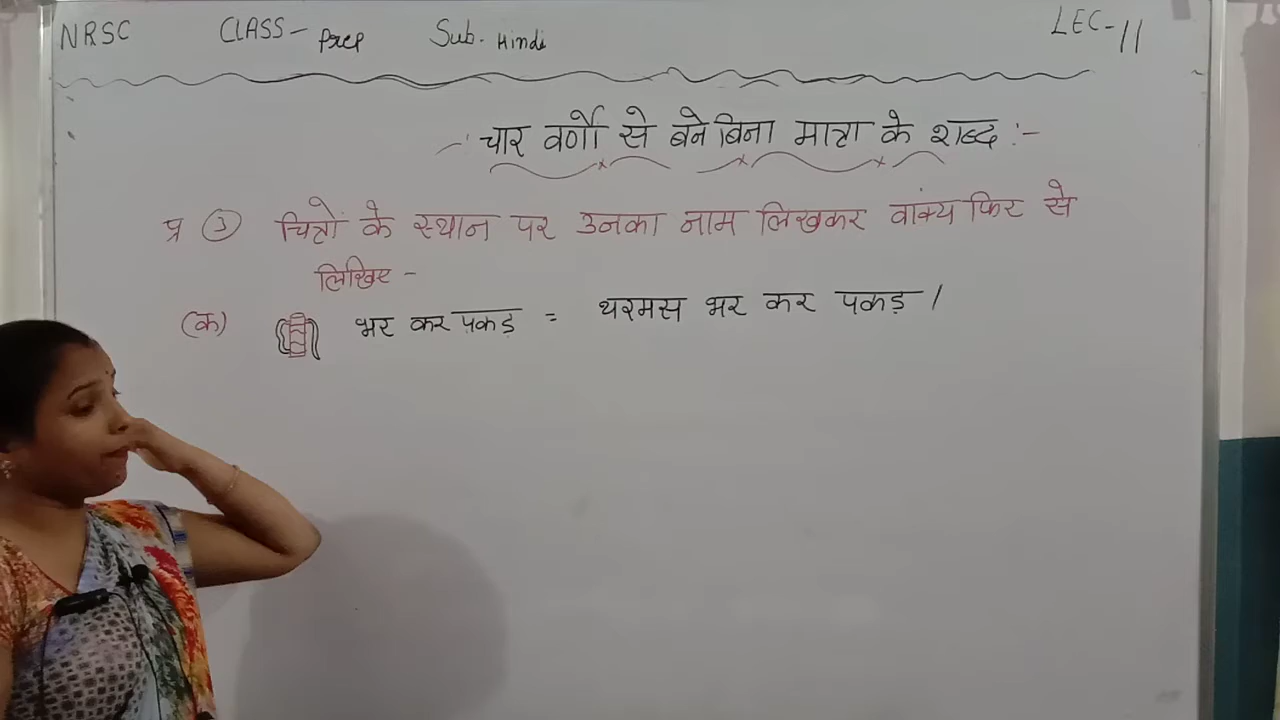 NRSC CLASS- Prep Sub. Hindi LEC-11
चार वर्णो से बने बिना मात्रा के शब्द :-
प्र ③ चित्रों के स्थान पर उनका नाम लिखकर वांक्य फिर से
लिखिए -
(क) भर कर पकड़ = थरमस भर कर पकड़ /